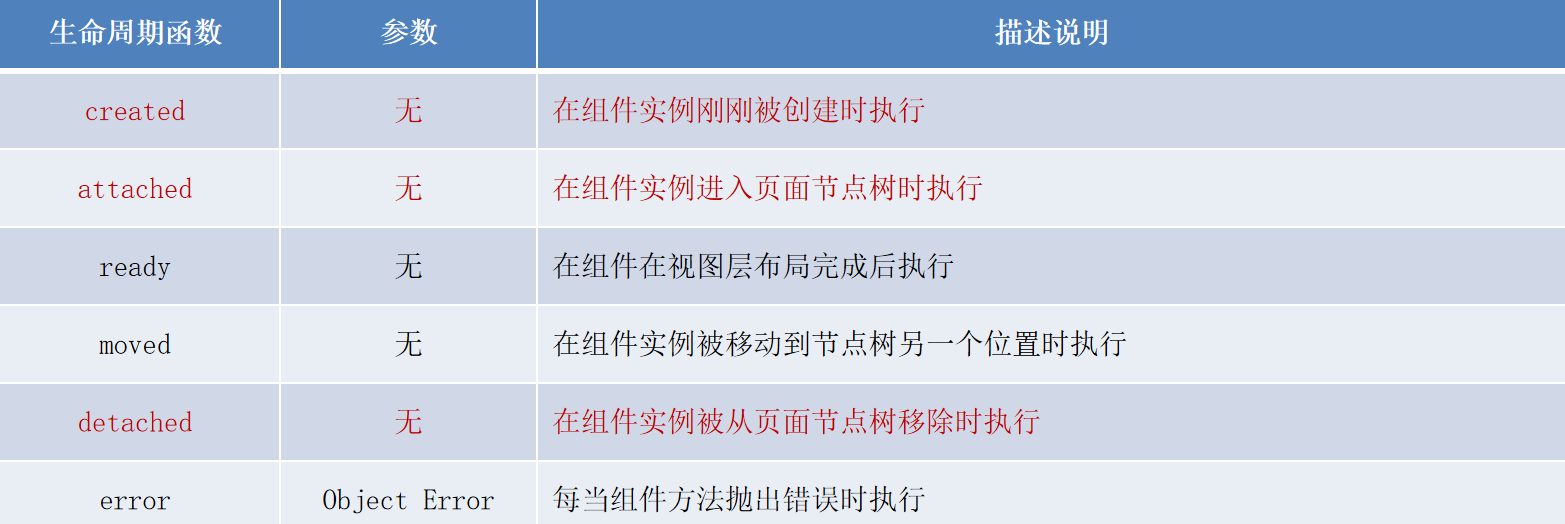 生命周期函数 参数 描述说明
created 无 在组件实例刚刚被创建时执行
attached 无 在组件实例进入页面节点树时执行
ready 无 在组件在视图层布局完成后执行
moved 无 在组件实例被移动到节点树另一个位置时执行
detached 无 在组件实例被从页面节点树移除时执行
error Object Error 每当组件方法抛出错误时执行